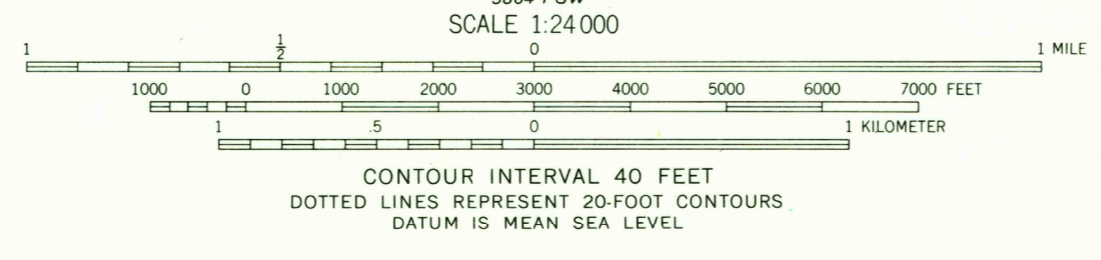 SCALE 1:24 000
1 ½ 0 1 MILE
1000 0 1000 2000 3000 4000 5000 6000 7000 FEET
1 .5 0 1 KILOMETER
CONTOUR INTERVAL 40 FEET
DOTTED LINES REPRESENT 20-FOOT CONTOURS
DATUM IS MEAN SEA LEVEL